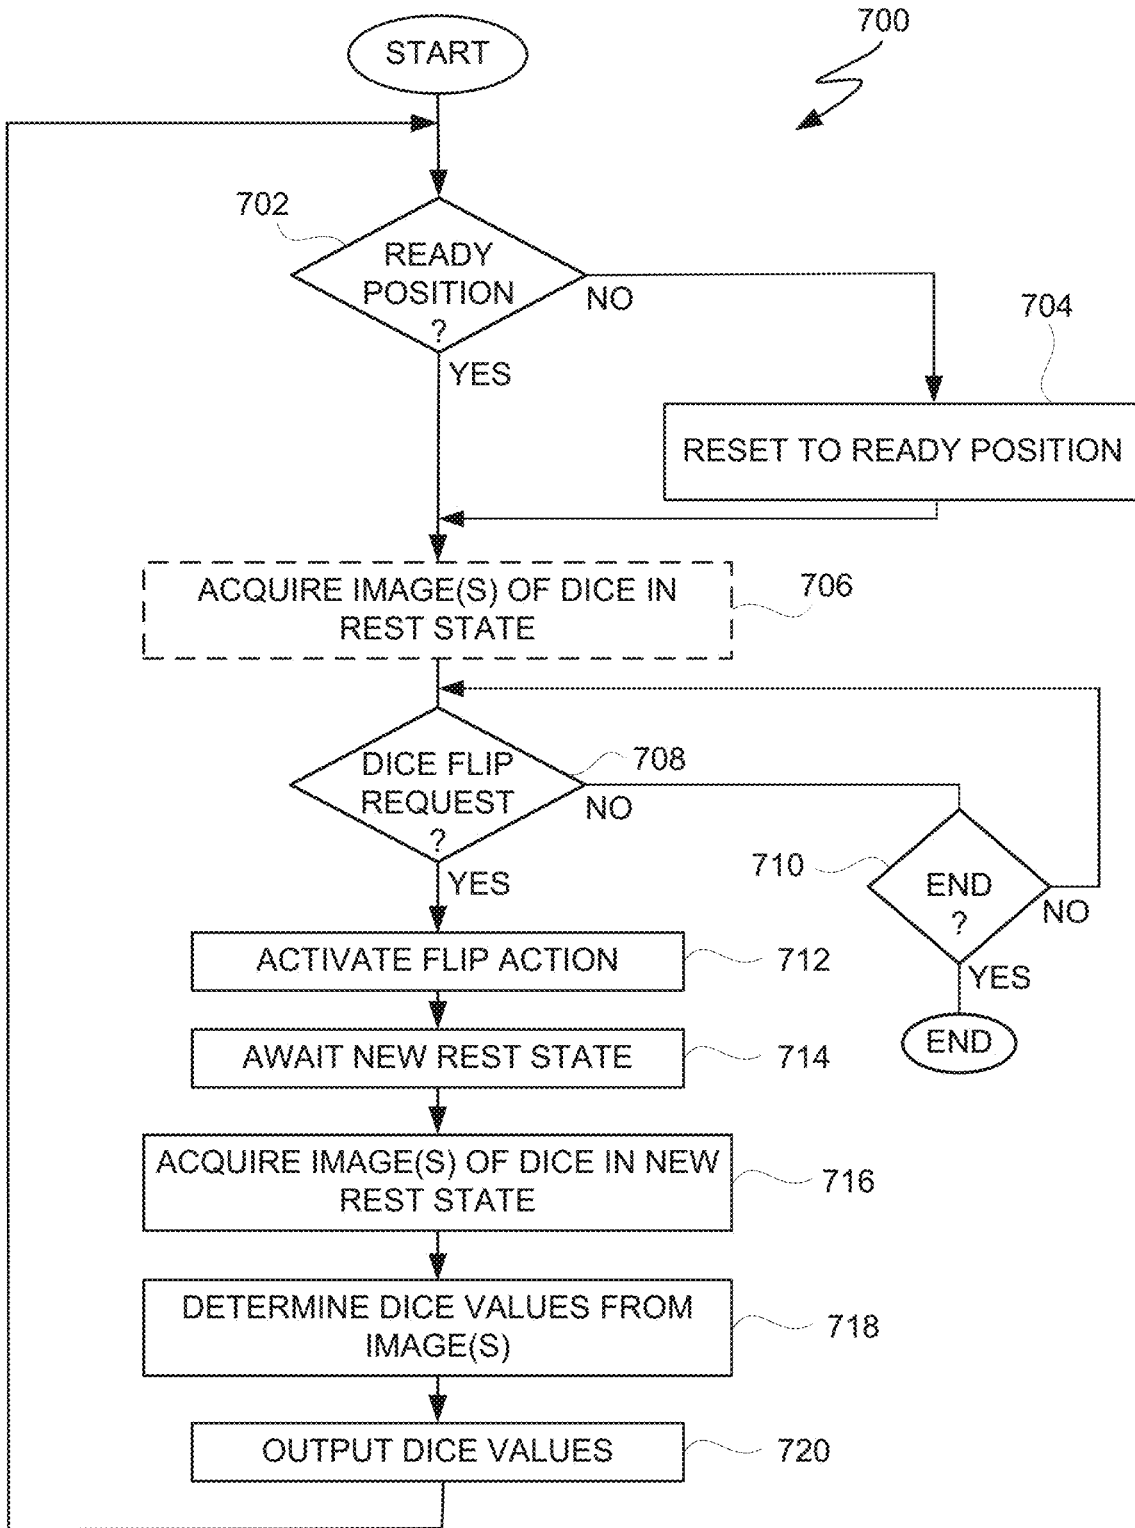 START
700
702
READY
POSITION
?
NO
YES
704
RESET TO READY POSITION
ACQUIRE IMAGE(S) OF DICE IN
REST STATE
706
DICE FLIP
REQUEST
?
708
NO
YES
710
END
?
NO
YES
END
ACTIVATE FLIP ACTION
712
AWAIT NEW REST STATE
714
ACQUIRE IMAGE(S) OF DICE IN NEW
REST STATE
716
DETERMINE DICE VALUES FROM
IMAGE(S)
718
OUTPUT DICE VALUES
720